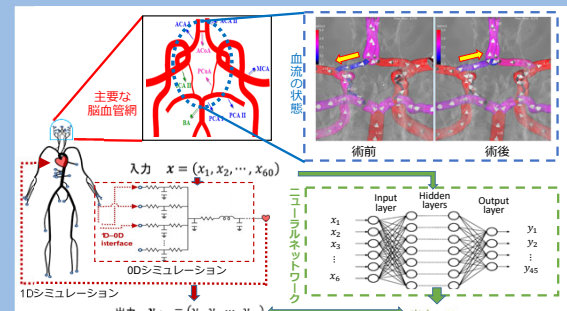 ACA I
ACA II
ACoA
MCA
PCoA
ICA II
PCA I
PCA II
BA
主要な
脳血管網
血流の状態
術前
術後
入力 x = (x₁, x₂, ⋯, x₆₀)
1D–0D
interface
0Dシミュレーション
1Dシミュレーション
ニューラルネットワーク
Input
layer
Hidden
layers
Output
layer
x₁
x₂
x₃
⋮
x₆
y₁
y₂
⋮
y₄₅